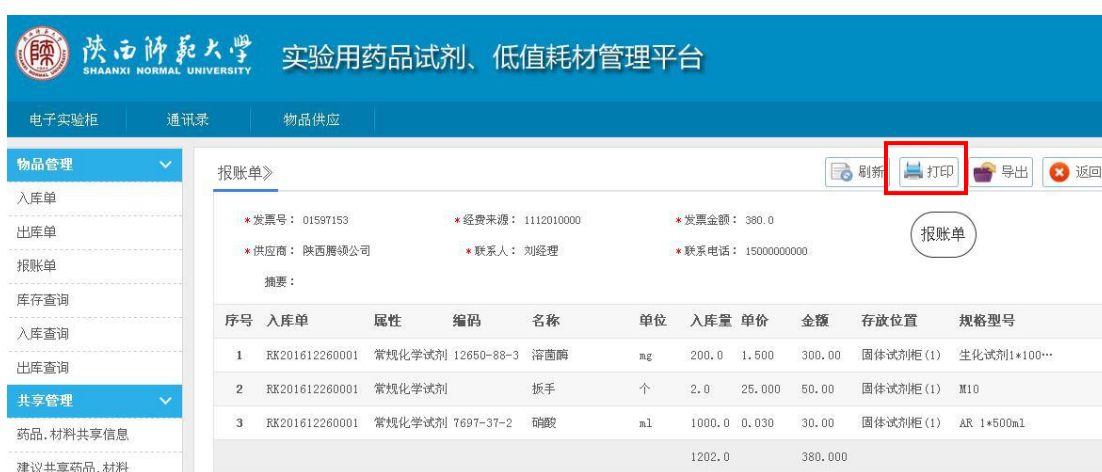 陕西师范大学 实验用药品试剂、低值耗材管理平台
SHAANXI NORMAL UNIVERSITY
电子实验柜 通讯录 物品供应
物品管理
入库单
出库单
报账单
库存查询
入库查询
出库查询
共享管理
药品.材料共享信息
建议共享药品.材料
报账单》 刷新 打印 导出 返回
*发票号： 01597153 *经费来源： 1112010000 *发票金额： 380.0
*供应商： 陕西腾领公司 *联系人： 刘经理 *联系电话： 15000000000
摘要：
报账单
序号 入库单 属性 编码 名称 单位 入库量 单价 金额 存放位置 规格型号
1 RK201612260001 常规化学试剂 12650-88-3 溶菌酶 mg 200.0 1.500 300.00 固体试剂柜(1) 生化试剂1*100…
2 RK201612260001 常规化学试剂 扳手 个 2.0 25.000 50.00 固体试剂柜(1) M10
3 RK201612260001 常规化学试剂 7697-37-2 硝酸 ml 1000.0 0.030 30.00 固体试剂柜(1) AR 1*500ml
1202.0 380.000